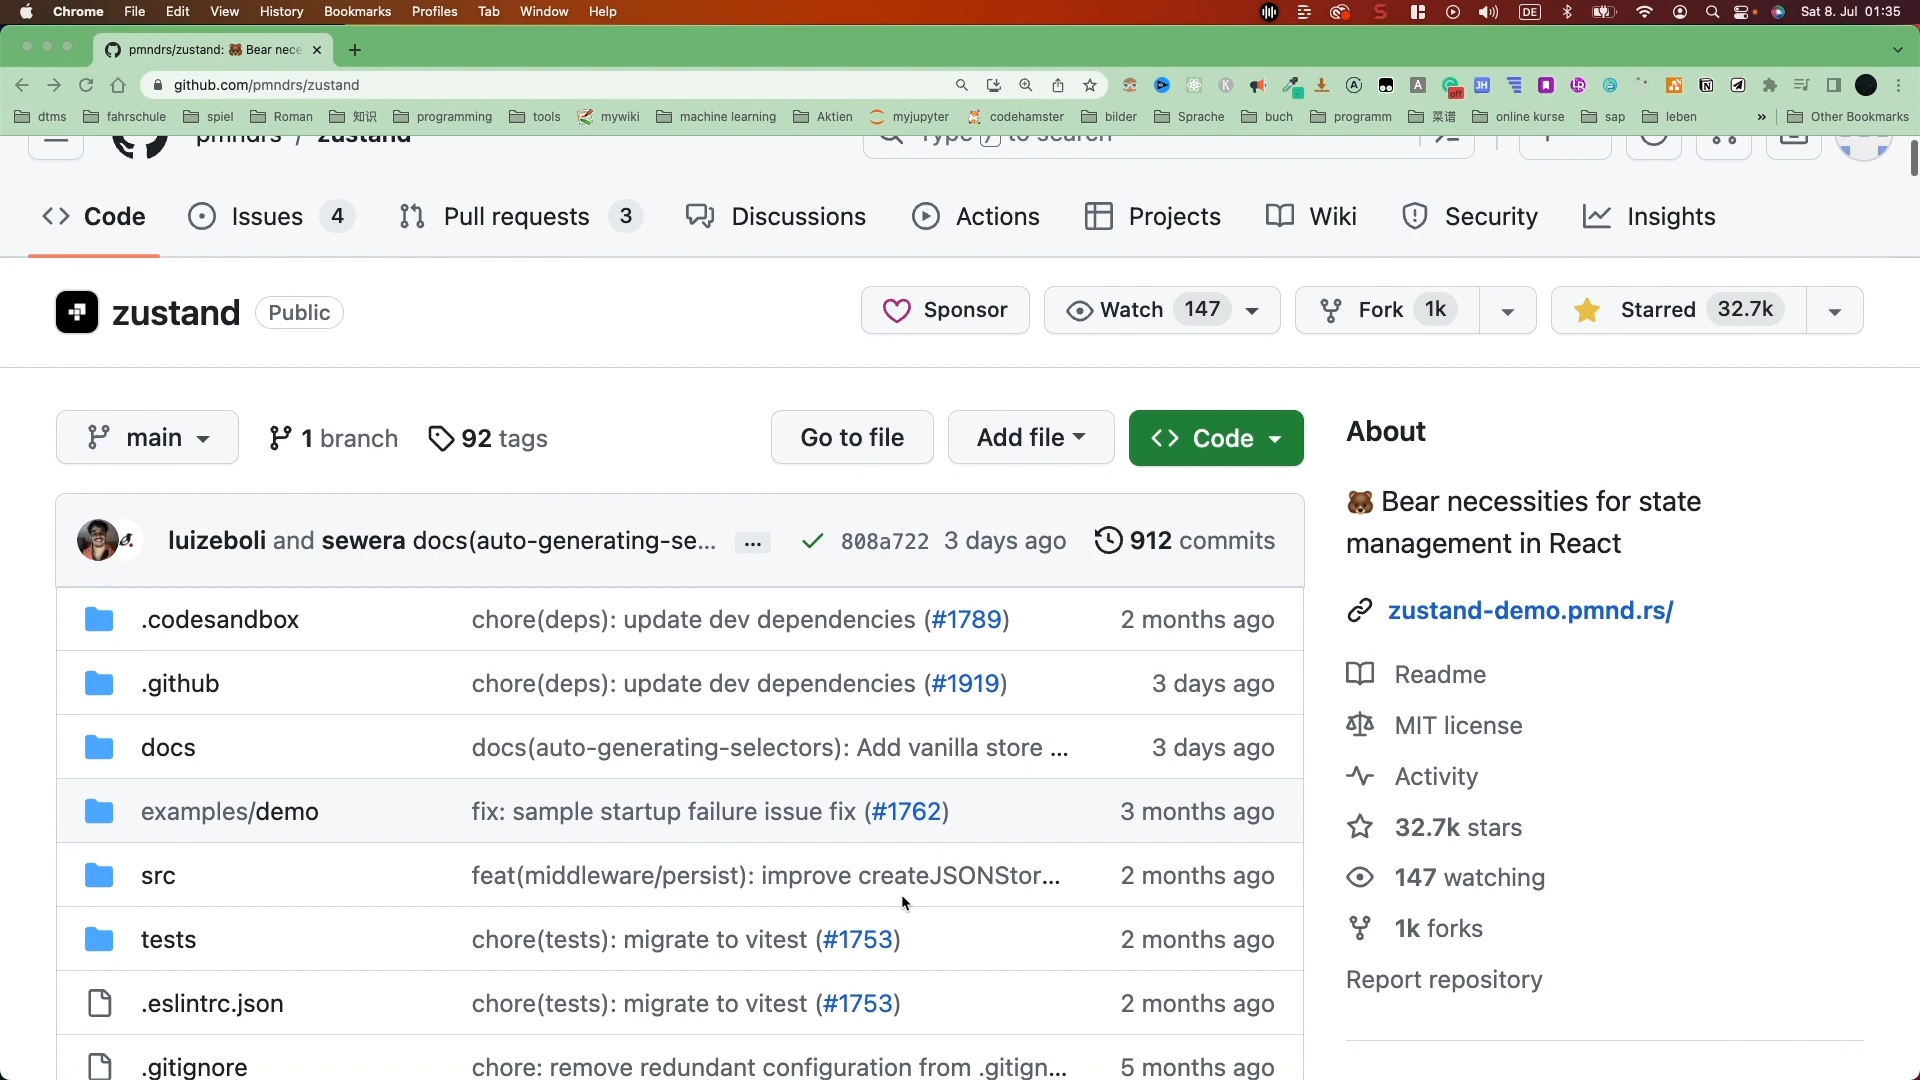 Chrome File Edit View History Bookmarks Profiles Tab Window Help DE Sat 8. Jul 01:35
pmndrs/zustand: 🐻 Bear nece
github.com/pmndrs/zustand
dtms fahrschule spiel Roman 知识 programming tools mywiki machine learning Aktien myjupyter codehamster bilder Sprache buch programm 菜谱 online kurse sap leben » Other Bookmarks
pmndrs / zustand Type / to search
Code Issues 4 Pull requests 3 Discussions Actions Projects Wiki Security Insights
zustand Public Sponsor Watch 147 Fork 1k Starred 32.7k
main 1 branch 92 tags Go to file Add file Code
luizeboli and sewera docs(auto-generating-se... ... 808a722 3 days ago 912 commits
.codesandbox chore(deps): update dev dependencies (#1789) 2 months ago
.github chore(deps): update dev dependencies (#1919) 3 days ago
docs docs(auto-generating-selectors): Add vanilla store ... 3 days ago
examples/demo fix: sample startup failure issue fix (#1762) 3 months ago
src feat(middleware/persist): improve createJSONStor... 2 months ago
tests chore(tests): migrate to vitest (#1753) 2 months ago
.eslintrc.json chore(tests): migrate to vitest (#1753) 2 months ago
.gitignore chore: remove redundant configuration from .gitign... 5 months ago
About
🐻 Bear necessities for state
management in React
zustand-demo.pmnd.rs/
Readme
MIT license
Activity
32.7k stars
147 watching
1k forks
Report repository